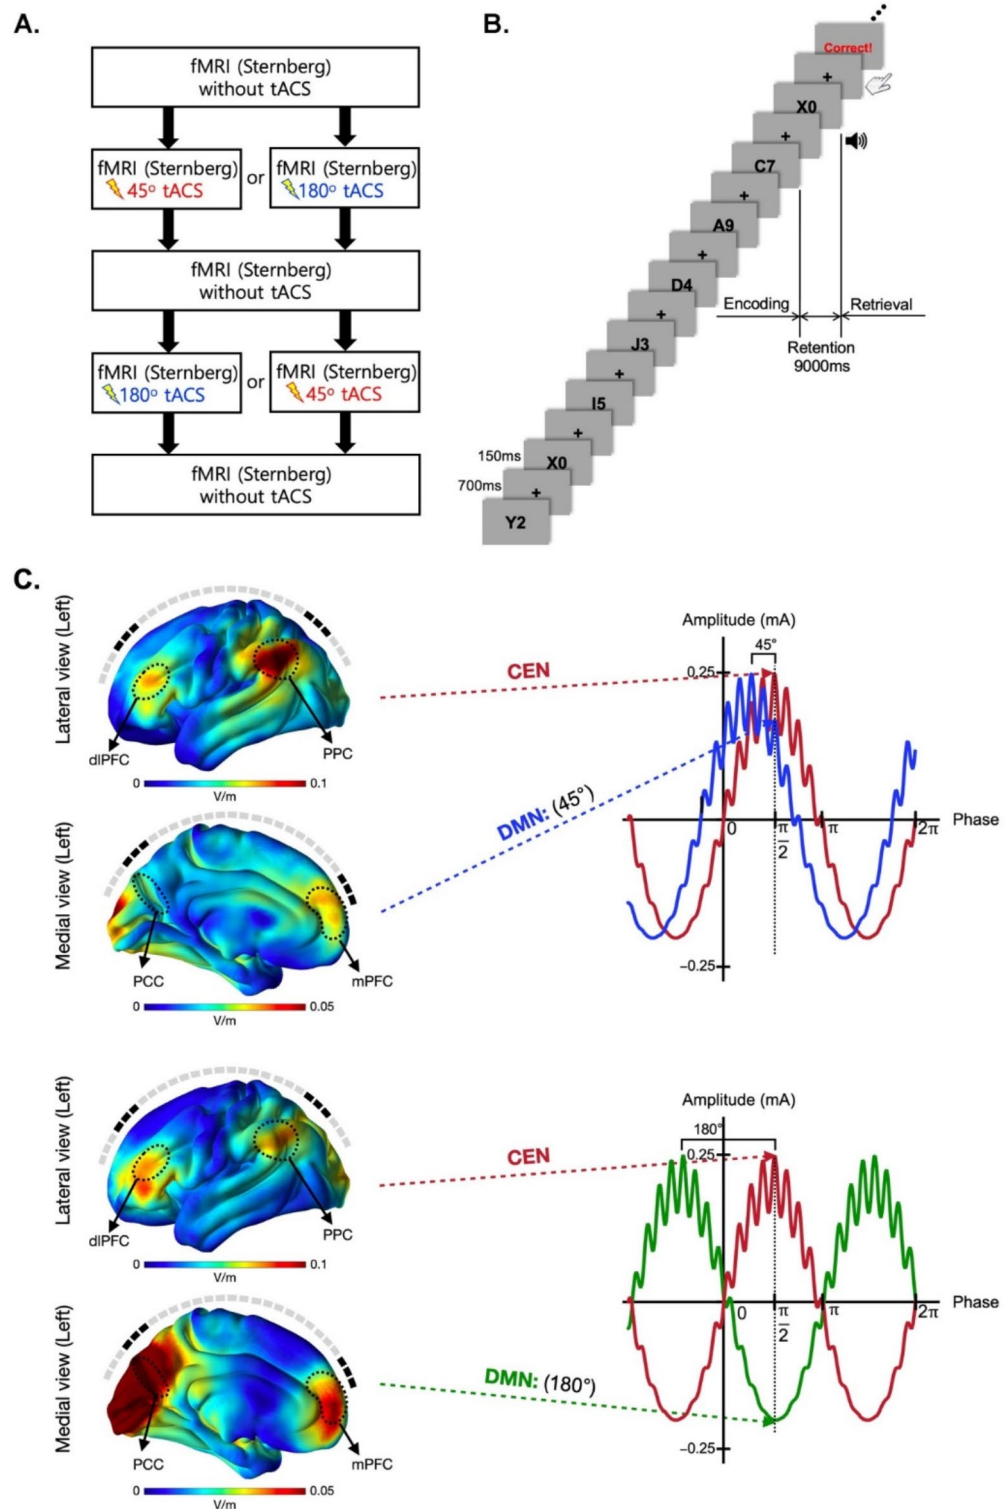 A.
fMRI (Sternberg)
without tACS
fMRI (Sternberg)
45° tACS
or
fMRI (Sternberg)
180° tACS
fMRI (Sternberg)
without tACS
fMRI (Sternberg)
180° tACS
or
fMRI (Sternberg)
45° tACS
fMRI (Sternberg)
without tACS
B.
Correct!
+
X0
+
C7
+
A9
+
D4
+
J3
+
I5
+
X0
+
Y2
150ms
700ms
Encoding
Retrieval
Retention
9000ms
C.
Lateral view (Left)
dlPFC
PPC
0
0.1
V/m
Medial view (Left)
PCC
mPFC
0
0.05
V/m
CEN
DMN: (45°)
Amplitude (mA)
45°
0.25
0
π
2
π
2π
Phase
−0.25
Lateral view (Left)
dlPFC
PPC
0
0.1
V/m
Medial view (Left)
PCC
mPFC
0
0.05
V/m
CEN
DMN: (180°)
Amplitude (mA)
180°
0.25
0
π
2
π
2π
Phase
−0.25